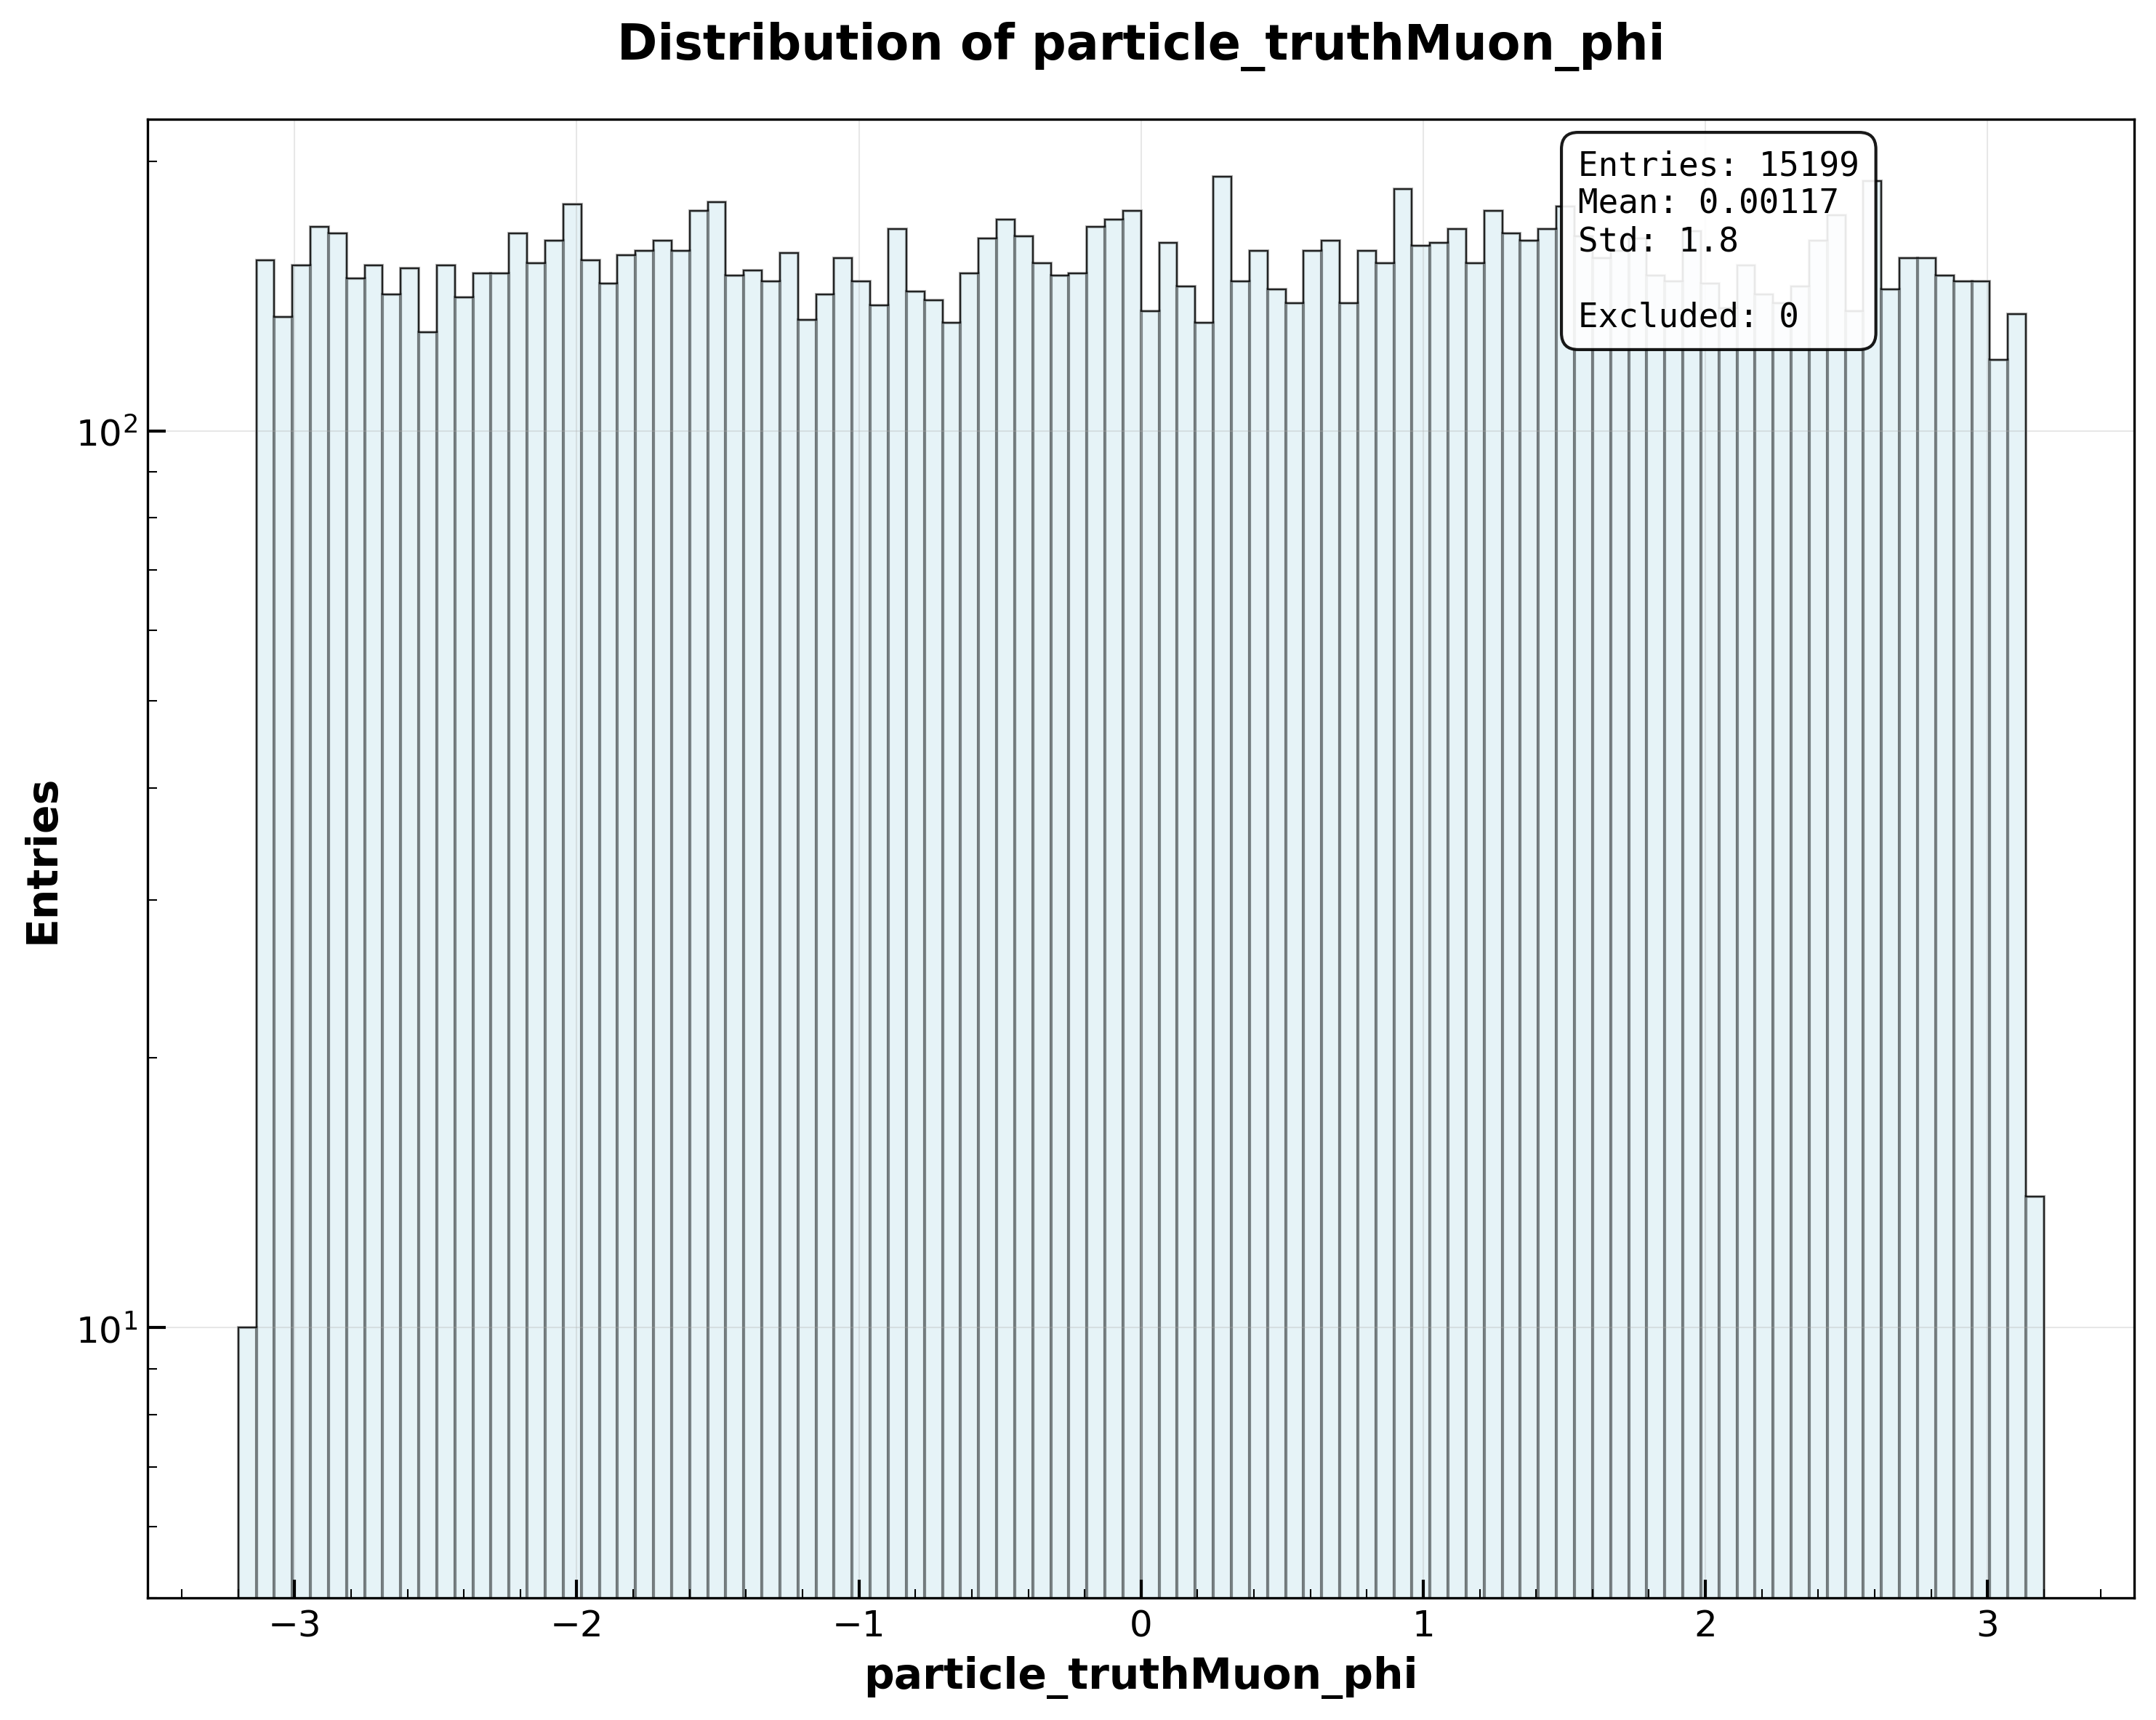 Distribution of particle_truthMuon_phi
Entries: 15199
Mean: 0.00117
Std: 1.8
Excluded: 0
10²
10¹
Entries
−3 −2 −1 0 1 2 3
particle_truthMuon_phi